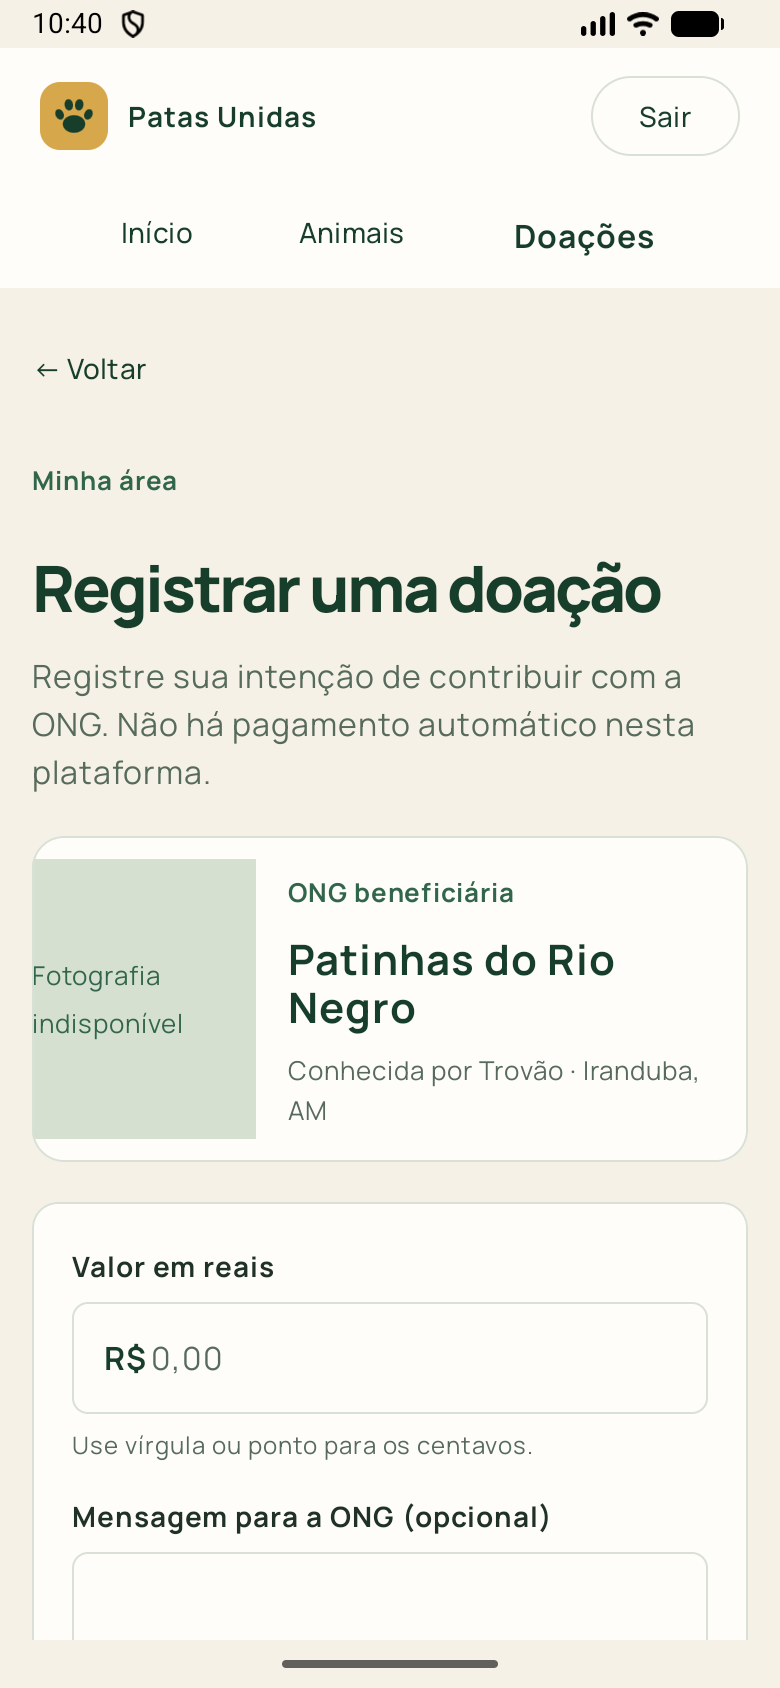 10:40
Patas Unidas
Sair
Início
Animais
Doações
← Voltar
Minha área
Registrar uma doação
Registre sua intenção de contribuir com a
ONG. Não há pagamento automático nesta
plataforma.
Fotografia
indisponível
ONG beneficiária
Patinhas do Rio
Negro
Conhecida por Trovão · Iranduba,
AM
Valor em reais
R$ 0,00
Use vírgula ou ponto para os centavos.
Mensagem para a ONG (opcional)